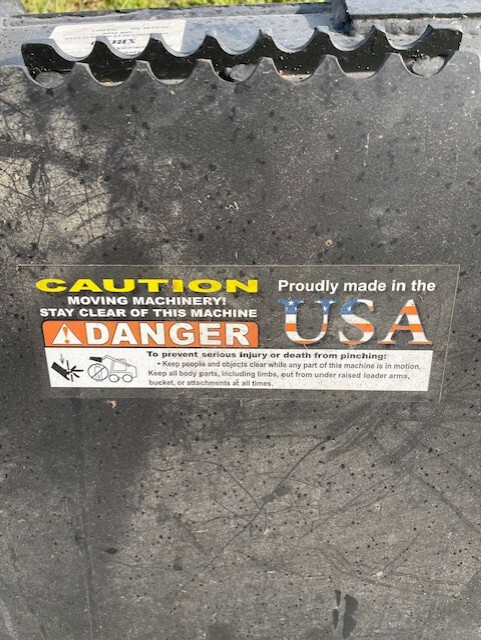 CAUTION
MOVING MACHINERY!
STAY CLEAR OF THIS MACHINE
DANGER
Proudly made in the
USA
To prevent serious injury or death from pinching:
• Keep people and objects clear while any part of this machine is in motion.
Keep all body parts, including limbs, out from under raised loader arms,
bucket, or attachments at all times.